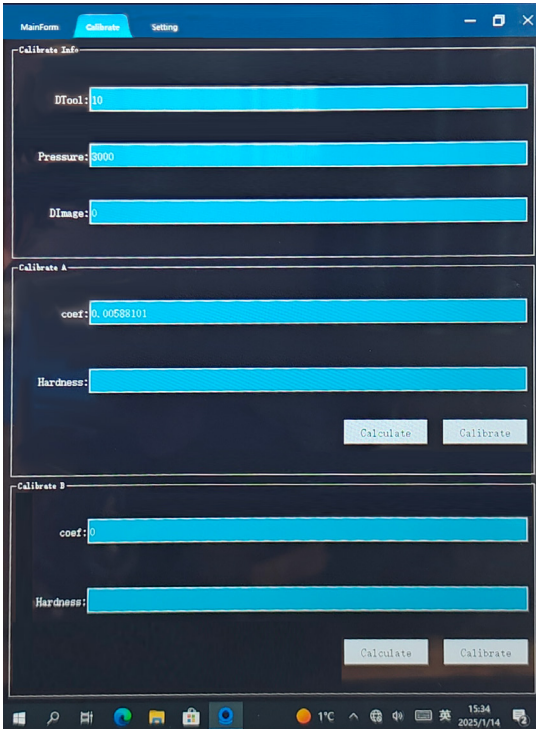 MainForm Calibrate Setting
Calibrate Info
DTool: 10
Pressure: 3000
DImage: 0
Calibrate A
coef: 0.00588101
Hardness:
Calculate Calibrate
Calibrate B
coef: 0
Hardness:
Calculate Calibrate
1°C 英 15:34
2025/1/14 2